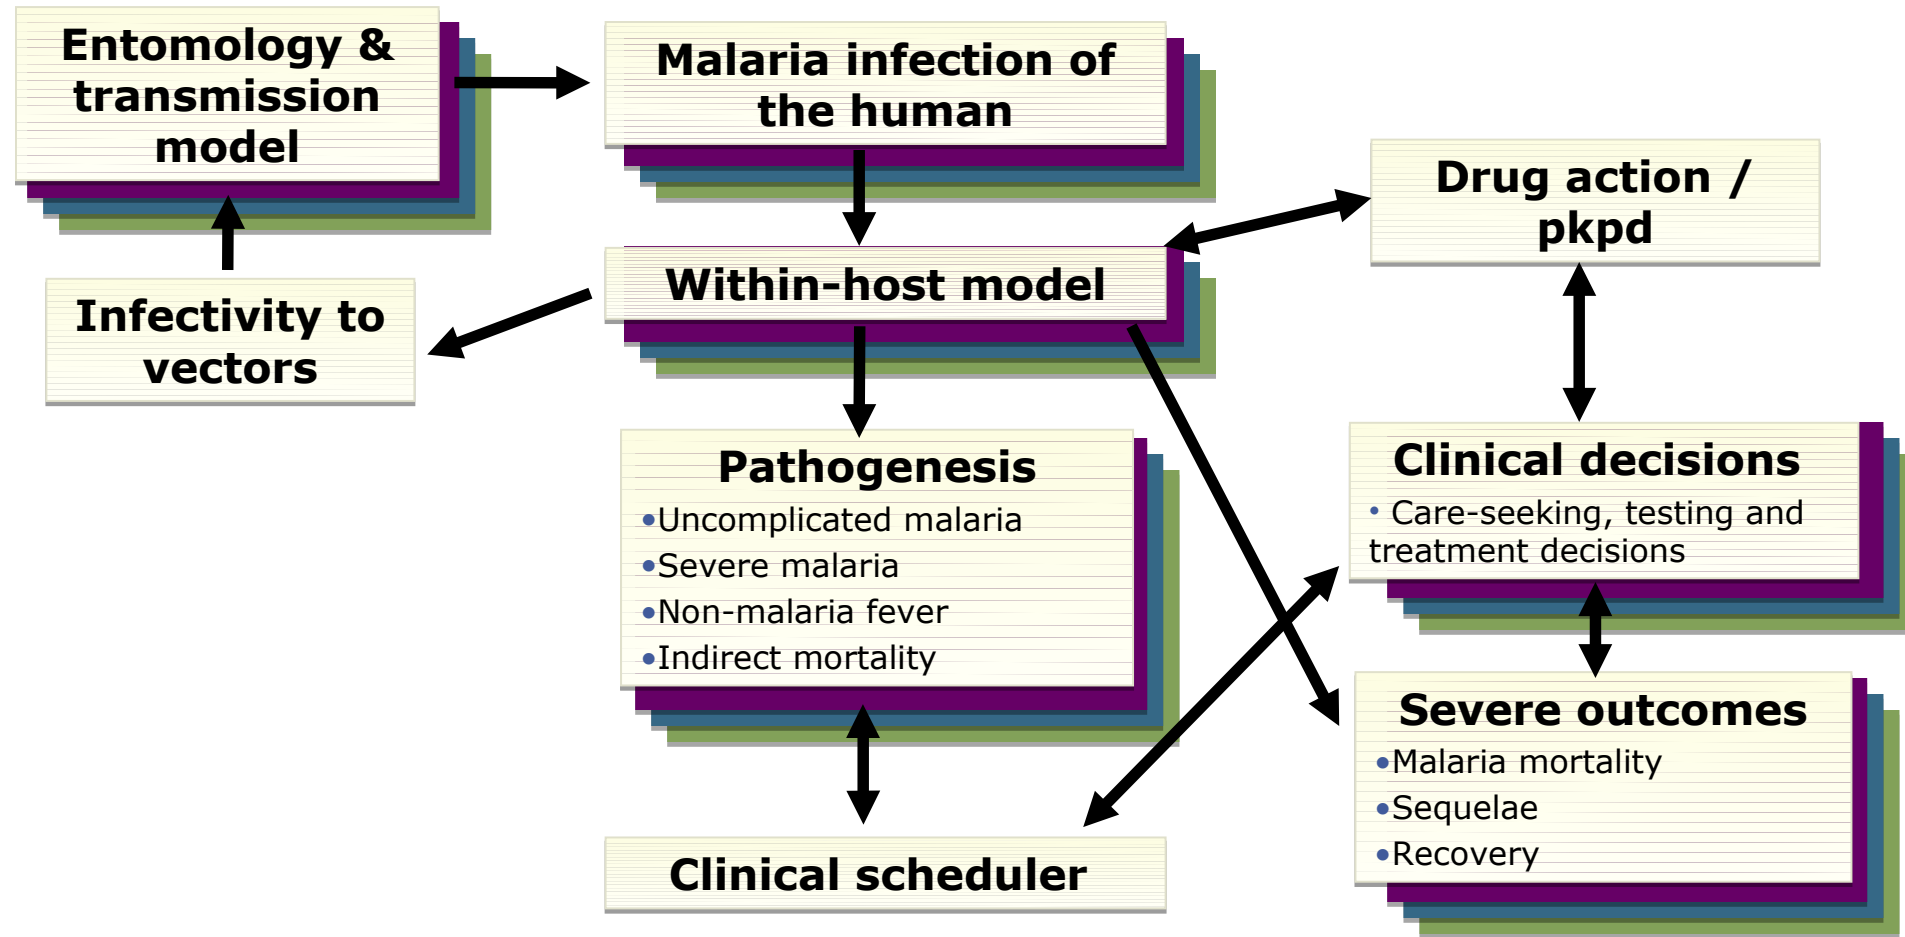 Entomology &
transmission
model
Malaria infection of
the human
Drug action /
pkpd
Within-host model
Infectivity to
vectors
Pathogenesis
•Uncomplicated malaria
•Severe malaria
•Non-malaria fever
•Indirect mortality
Clinical decisions
• Care-seeking, testing and
treatment decisions
Severe outcomes
•Malaria mortality
•Sequelae
•Recovery
Clinical scheduler